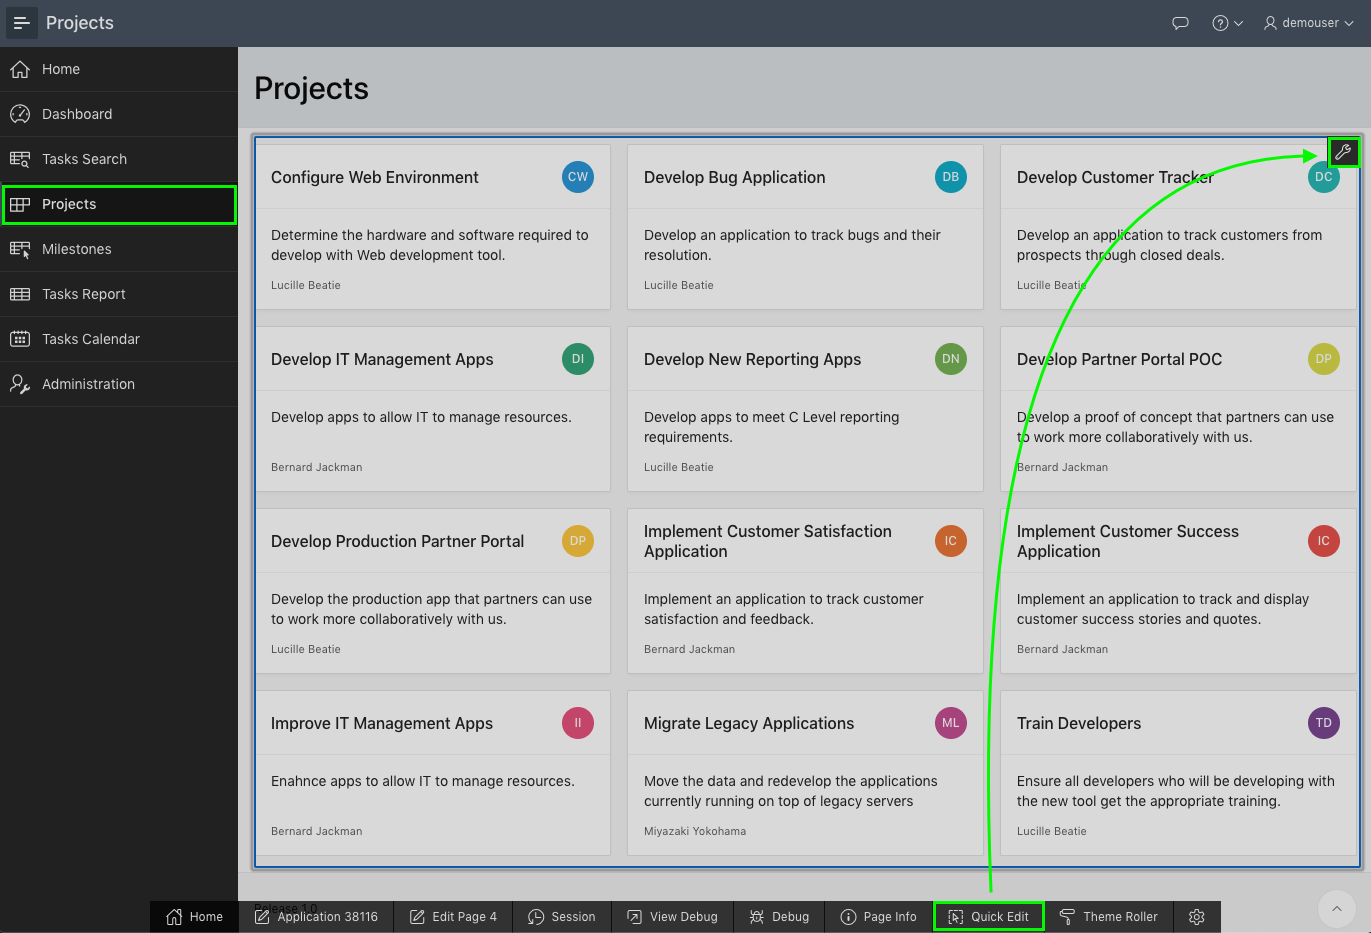 Projects
demouser
Home
Dashboard
Tasks Search
Projects
Milestones
Tasks Report
Tasks Calendar
Administration
Projects
Configure Web Environment
CW
Determine the hardware and software required to
develop with Web development tool.
Lucille Beatie
Develop Bug Application
DB
Develop an application to track bugs and their
resolution.
Lucille Beatie
Develop Customer Tracker
DC
Develop an application to track customers from
prospects through closed deals.
Lucille Beatie
Develop IT Management Apps
DI
Develop apps to allow IT to manage resources.
Bernard Jackman
Develop New Reporting Apps
DN
Develop apps to meet C Level reporting
requirements.
Lucille Beatie
Develop Partner Portal POC
DP
Develop a proof of concept that partners can use
to work more collaboratively with us.
Bernard Jackman
Develop Production Partner Portal
DP
Develop the production app that partners can use
to work more collaboratively with us.
Lucille Beatie
Implement Customer Satisfaction
Application
IC
Implement an application to track customer
satisfaction and feedback.
Bernard Jackman
Implement Customer Success
Application
IC
Implement an application to track and display
customer success stories and quotes.
Bernard Jackman
Improve IT Management Apps
II
Enahnce apps to allow IT to manage resources.
Bernard Jackman
Migrate Legacy Applications
ML
Move the data and redevelop the applications
currently running on top of legacy servers
Miyazaki Yokohama
Train Developers
TD
Ensure all developers who will be developing with
the new tool get the appropriate training.
Lucille Beatie
Release 1.0
Home
Application 38116
Edit Page 4
Session
View Debug
Debug
Page Info
Quick Edit
Theme Roller